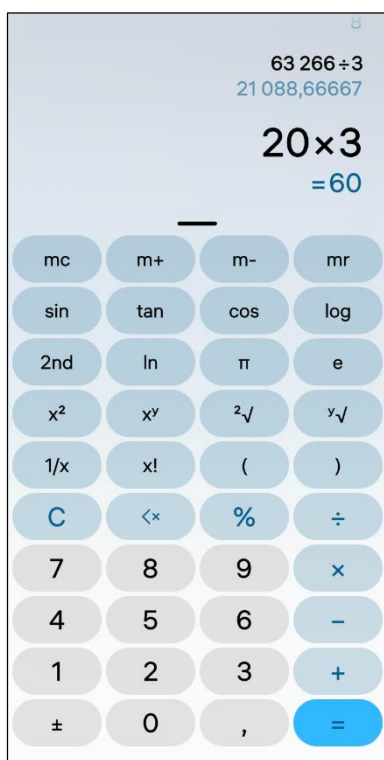 8
63 266÷3
21 088,66667
20×3
=60
mc m+ m- mr
sin tan cos log
2nd ln π e
x² xʸ ²√ ʸ√
1/x x! ( )
C <× % ÷
7 8 9 ×
4 5 6 −
1 2 3 +
± 0 , =